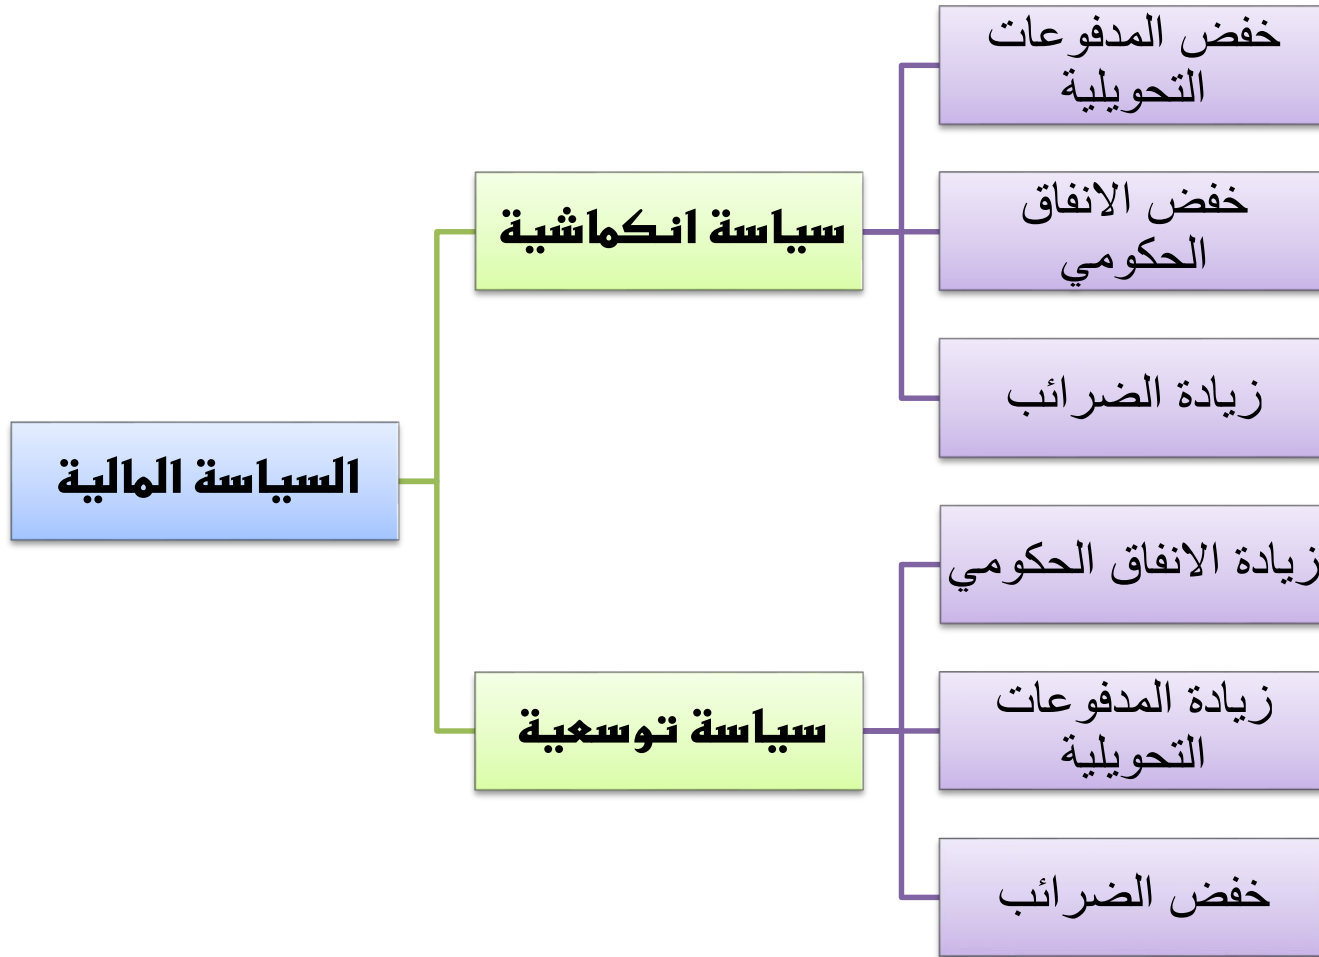 السياسة المالية
سياسة انكماشية
خفض المدفوعات
التحويلية
خفض الانفاق
الحكومي
زيادة الضرائب
سياسة توسعية
زيادة الانفاق الحكومي
زيادة المدفوعات
التحويلية
خفض الضرائب